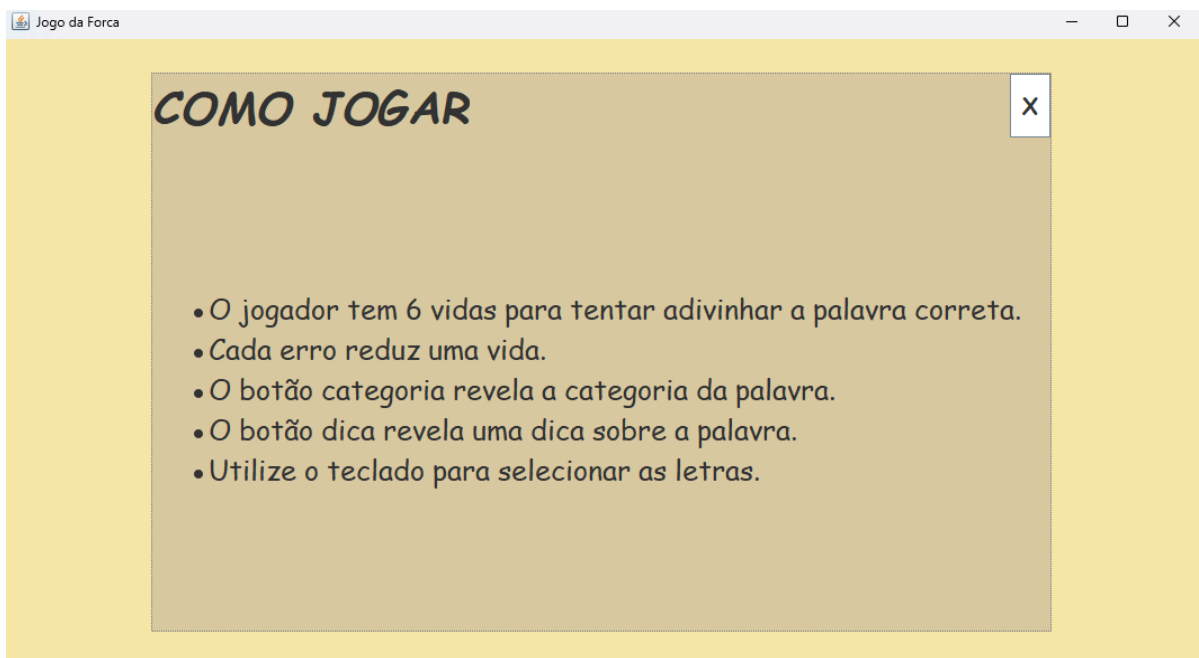 Jogo da Forca
COMO JOGAR
X
• O jogador tem 6 vidas para tentar adivinhar a palavra correta.
• Cada erro reduz uma vida.
• O botão categoria revela a categoria da palavra.
• O botão dica revela uma dica sobre a palavra.
• Utilize o teclado para selecionar as letras.